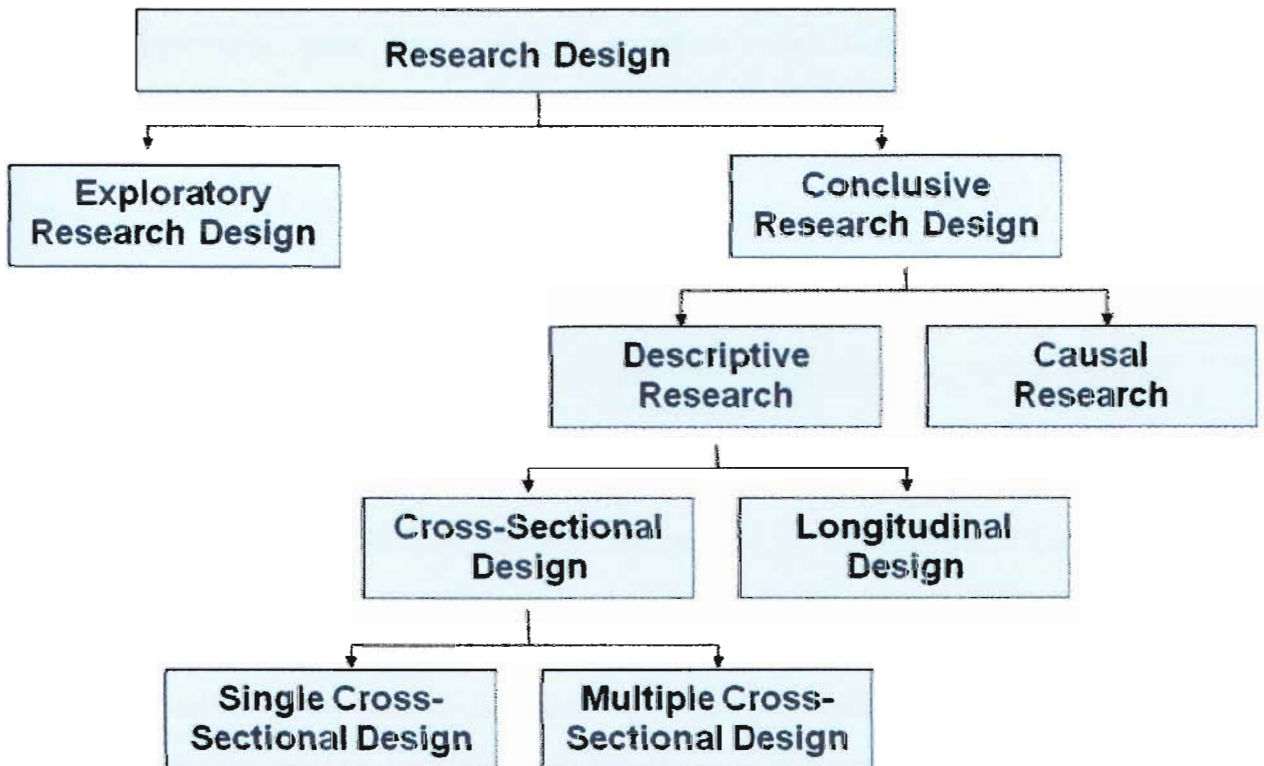 Research Design
Exploratory
Research Design
Conclusive
Research Design
Descriptive
Research
Causal
Research
Cross-Sectional
Design
Longitudinal
Design
Single Cross-
Sectional Design
Multiple Cross-
Sectional Design